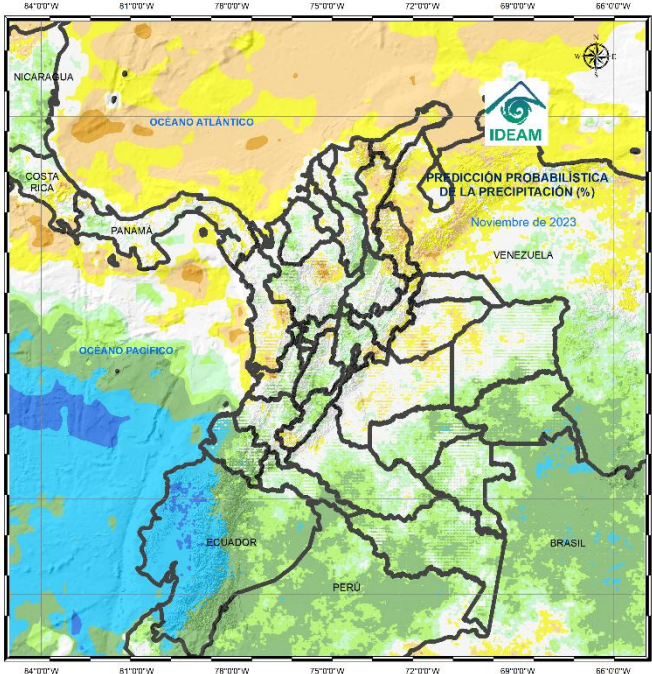 84°0'0"W 81°0'0"W 78°0'0"W 75°0'0"W 72°0'0"W 69°0'0"W 66°0'0"W
N
W E
S
NICARAGUA
OCÉANO ATLÁNTICO
IDEAM
COSTA
RICA
PREDICCIÓN PROBABILÍSTICA
DE LA PRECIPITACIÓN (%)
Noviembre de 2023
PANAMÁ
VENEZUELA
OCÉANO PACÍFICO
ECUADOR
BRASIL
PERÚ
84°0'0"W 81°0'0"W 78°0'0"W 75°0'0"W 72°0'0"W 69°0'0"W 66°0'0"W